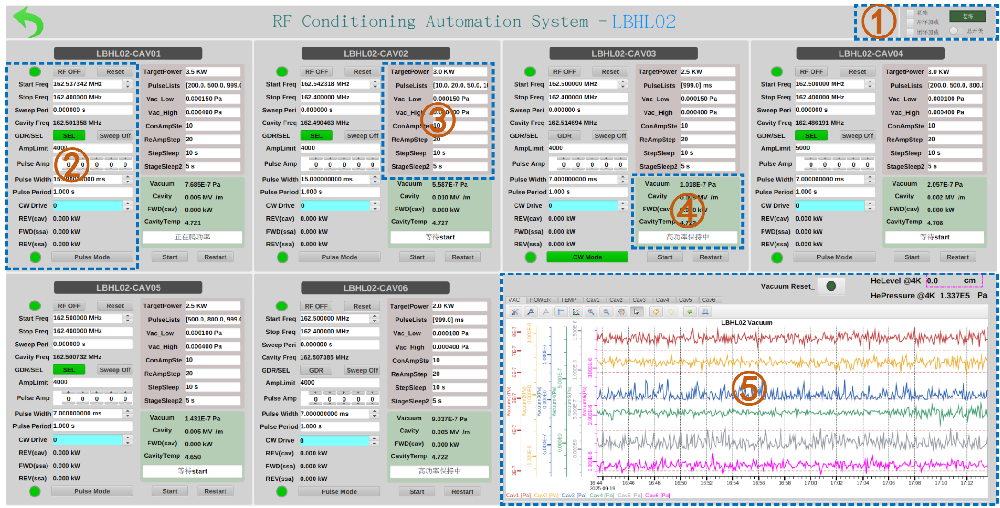 RF Conditioning Automation System - LBHL02
①
老练
开环加载
闭环加载
老练
总开关
LBHL02-CAV01
RF OFF Reset
Start Freq 162.537342 MHz
Stop Freq 162.400000 MHz
Sweep Peri 0.000000 s
Cavity Freq 162.501358 MHz
GDR/SEL SEL Sweep Off
AmpLimit 4000
②
Pulse Amp 0 0 0 0 0
Pulse Width 15.000000000 ms
Pulse Period 1.000 s
CW Drive 0
REV(cav) 0.000 kW
FWD(ssa) 0.000 kW
REV(ssa) 0.000 kW
Pulse Mode
TargetPower 3.5 KW
PulseLists [200.0, 500.0, 999.0
Vac_Low 0.000150 Pa
Vac_High 0.000400 Pa
ConAmpSte 10
ReAmpStep 20
StepSleep 10 s
StageSleep2 5 s
Vacuum 7.685E-7 Pa
Cavity 0.005 MV /m
FWD(cav) 0.000 kW
CavityTemp 4.721
正在爬功率
Start Restart
LBHL02-CAV02
RF OFF Reset
Start Freq 162.542318 MHz
Stop Freq 162.400000 MHz
Sweep Peri 0.000000 s
Cavity Freq 162.490463 MHz
GDR/SEL SEL Sweep Off
AmpLimit 4000
Pulse Amp 0 0 0 0 0
Pulse Width 15.000000000 ms
Pulse Period 1.000 s
CW Drive 0
REV(cav) 0.000 kW
FWD(ssa) 0.000 kW
REV(ssa) 0.000 kW
Pulse Mode
TargetPower 3.0 KW
PulseLists [10.0, 20.0, 50.0, 10
Vac_Low 0.000150 Pa
Vac_High 0.000400 Pa
③
ConAmpSte 10
ReAmpStep 20
StepSleep 10 s
StageSleep2 5 s
Vacuum 5.587E-7 Pa
Cavity 0.010 MV /m
FWD(cav) 0.000 kW
CavityTemp 4.727
等待start
Start Restart
LBHL02-CAV03
RF OFF Reset
Start Freq 162.500000 MHz
Stop Freq 162.400000 MHz
Sweep Peri 0.000000 s
Cavity Freq 162.514694 MHz
GDR/SEL GDR Sweep Off
AmpLimit 4000
Pulse Amp 0 0 0 0 0
Pulse Width 7.000000000 ms
Pulse Period 1.000 s
CW Drive 0
REV(cav) 0.000 kW
FWD(ssa) 0.000 kW
REV(ssa) 0.000 kW
CW Mode
TargetPower 2.5 KW
PulseLists [999.0] ms
Vac_Low 0.000150 Pa
Vac_High 0.000400 Pa
ConAmpSte 10
ReAmpStep 20
StepSleep 10 s
StageSleep2 5 s
Vacuum 1.018E-7 Pa
Cavity 0.005 MV /m
④
FWD(cav) 0.000 kW
CavityTemp 4.722
高功率保持中
Start Restart
LBHL02-CAV04
RF OFF Reset
Start Freq 162.500000 MHz
Stop Freq 162.400000 MHz
Sweep Peri 0.000000 s
Cavity Freq 162.486191 MHz
GDR/SEL SEL Sweep Off
AmpLimit 5000
Pulse Amp 0 0 0 0 0
Pulse Width 7.000000000 ms
Pulse Period 1.000 s
CW Drive 0
REV(cav) 0.000 kW
FWD(ssa) 0.000 kW
REV(ssa) 0.000 kW
Pulse Mode
TargetPower 3.0 KW
PulseLists [200.0, 500.0, 800.0
Vac_Low 0.000100 Pa
Vac_High 0.000400 Pa
ConAmpSte 10
ReAmpStep 20
StepSleep 10 s
StageSleep2 5 s
Vacuum 2.057E-7 Pa
Cavity 0.002 MV /m
FWD(cav) 0.000 kW
CavityTemp 4.708
等待start
Start Restart
LBHL02-CAV05
RF OFF Reset
Start Freq 162.500000 MHz
Stop Freq 162.400000 MHz
Sweep Peri 0.000000 s
Cavity Freq 162.500732 MHz
GDR/SEL SEL Sweep Off
AmpLimit 4000
Pulse Amp 0 0 0 0 0
Pulse Width 7.000000000 ms
Pulse Period 1.000 s
CW Drive 0
REV(cav) 0.000 kW
FWD(ssa) 0.000 kW
REV(ssa) 0.000 kW
Pulse Mode
TargetPower 2.5 KW
PulseLists [500.0, 800.0, 999.0
Vac_Low 0.000100 Pa
Vac_High 0.000400 Pa
ConAmpSte 10
ReAmpStep 20
StepSleep 10 s
StageSleep2 5 s
Vacuum 1.431E-7 Pa
Cavity 0.005 MV /m
FWD(cav) 0.000 kW
CavityTemp 4.650
等待start
Start Restart
LBHL02-CAV06
RF OFF Reset
Start Freq 162.500000 MHz
Stop Freq 162.400000 MHz
Sweep Peri 0.000000 s
Cavity Freq 162.507385 MHz
GDR/SEL GDR Sweep Off
AmpLimit 4000
Pulse Amp 0 0 0 0 0
Pulse Width 7.000000000 ms
Pulse Period 1.000 s
CW Drive 0
REV(cav) 0.000 kW
FWD(ssa) 0.000 kW
REV(ssa) 0.000 kW
Pulse Mode
TargetPower 2.0 KW
PulseLists [999.0] ms
Vac_Low 0.000100 Pa
Vac_High 0.000400 Pa
ConAmpSte 10
ReAmpStep 20
StepSleep 10 s
StageSleep2 5 s
Vacuum 9.037E-7 Pa
Cavity 0.005 MV /m
FWD(cav) 0.000 kW
CavityTemp 4.722
高功率保持中
Start Restart
Vacuum Reset_
HeLevel @4K 0.0 cm
HePressure @4K 1.337E5 Pa
VAC POWER TEMP Cav1 Cav2 Cav3 Cav4 Cav5 Cav6
LBHL02 Vacuum
Vacuum1(Pa)
3E-7 4E-7 5E-7 6E-7 7E-7 8E-7
Vacuum2(Pa)
-1.000E-6 0.000E0 1.000E-6
Vacuum3(Pa)
-5.000E-7 0.000E0 5.000E-7
Vacuum4(Pa)
0.000E0 5.000E-7
Vacuum5(Pa)
0.000E0 5.000E-7 1.000E-6 1.500E-6
Vacuum6(Pa)
1.000E-6 2.000E-6 3.000E-6
⑤
16:44 16:46 16:48 16:50 16:52 16:54 16:56 16:58 17:00 17:02 17:04 17:06 17:08 17:10 17:12
2025-09-19
Cav1 [Pa] Cav2 [Pa] Cav3 [Pa] Cav4 [Pa] Cav5 [Pa] Cav6 [Pa]